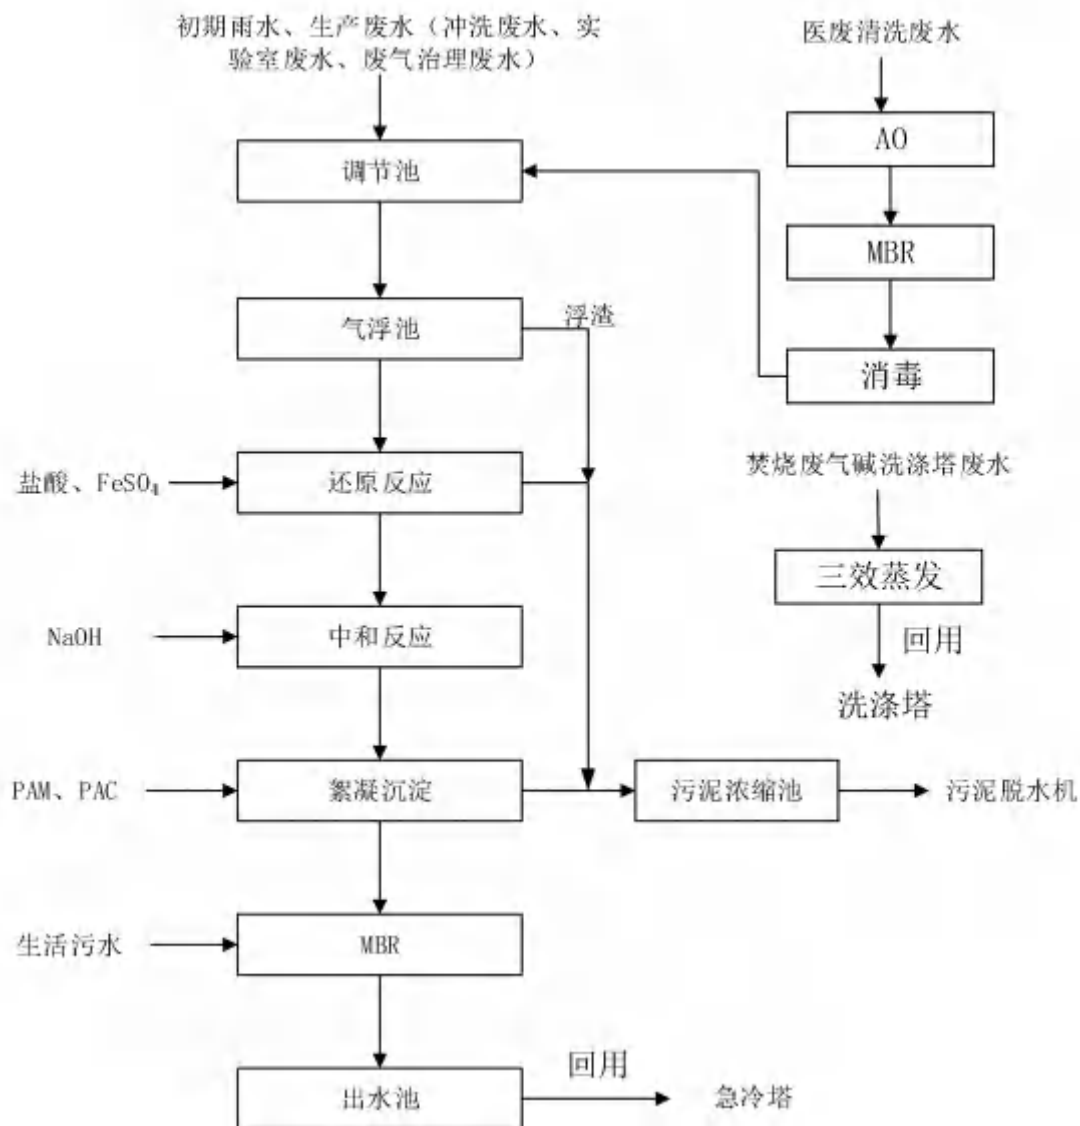 初期雨水、生产废水（冲洗废水、实
验室废水、废气治理废水）
医废清洗废水
AO
调节池
MBR
气浮池
浮渣
消毒
焚烧废气碱洗涤塔废水
盐酸、FeSO₄
还原反应
三效蒸发
NaOH
中和反应
回用
洗涤塔
PAM、PAC
絮凝沉淀
污泥浓缩池
污泥脱水机
生活污水
MBR
回用
出水池
急冷塔